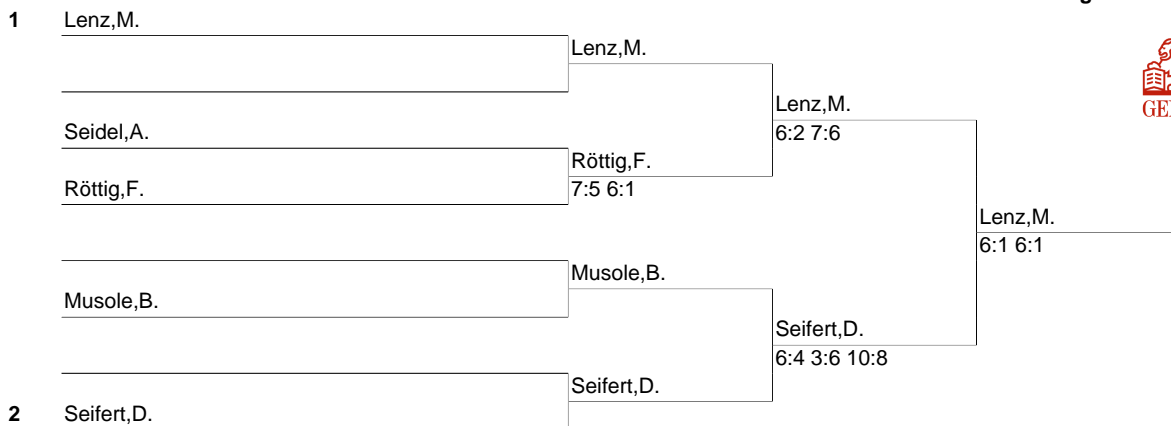 1 Lenz,M.
Lenz,M.
Lenz,M.
6:2 7:6
Seidel,A.
Röttig,F.
7:5 6:1
Röttig,F.
Lenz,M.
6:1 6:1
Musole,B.
Musole,B.
Seifert,D.
6:4 3:6 10:8
Seifert,D.
2 Seifert,D.